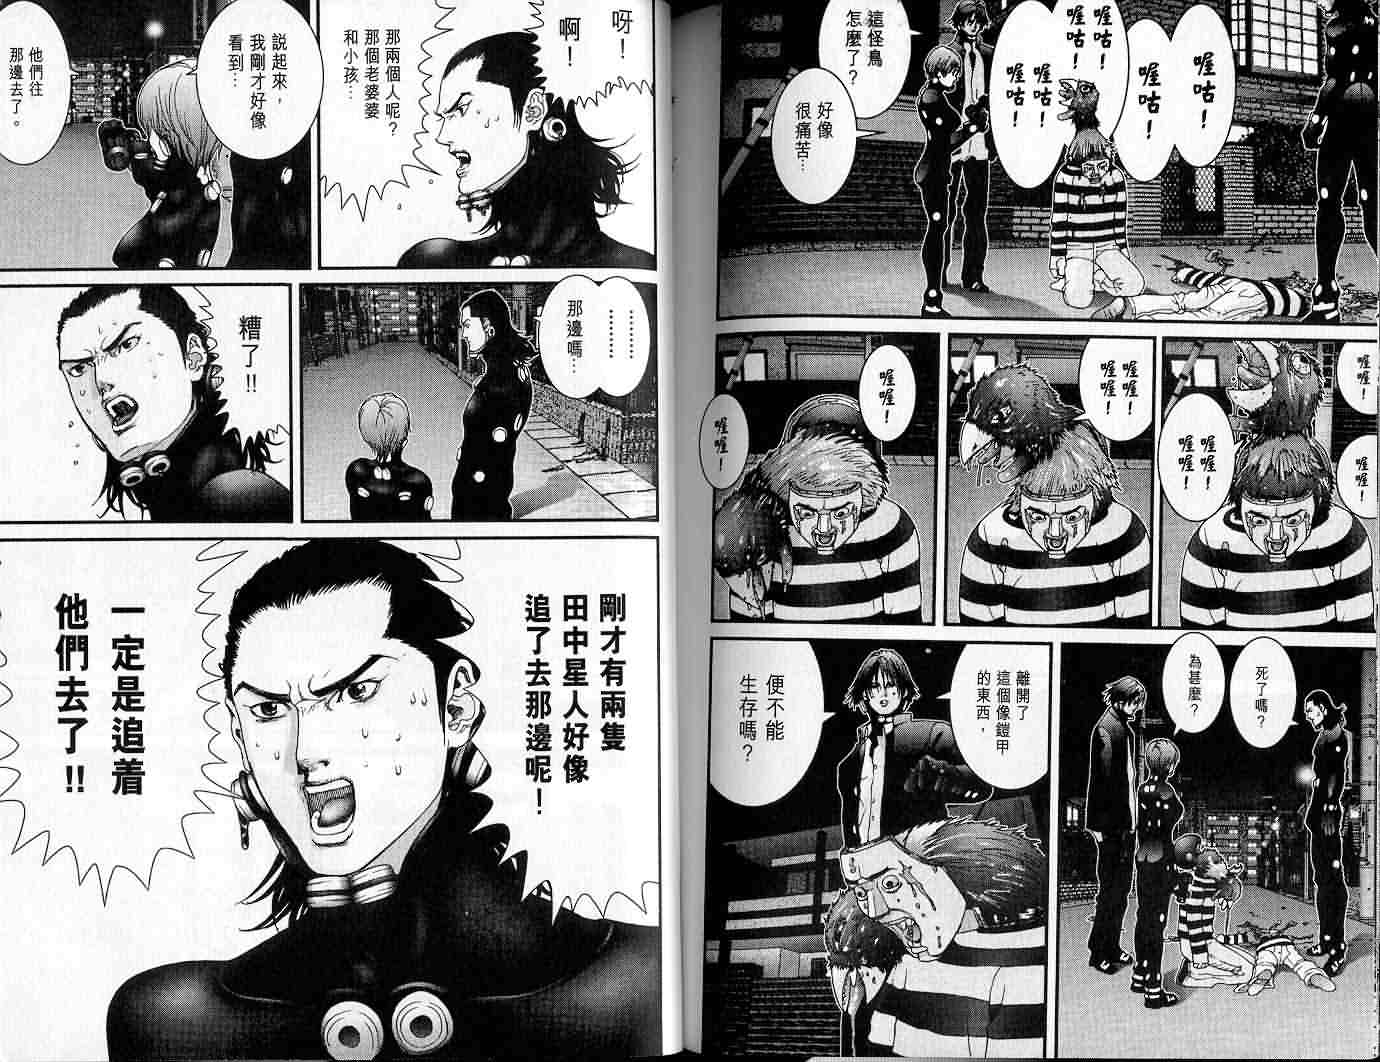 這怪鳥
怎麼了？
好像
很痛苦…
喔咕！
喔咕！
喔咕！
喔咕！
喔咕！
喔咕！
喔喔！
喔喔！
喔喔！
喔喔！
喔喔！
喔喔！
喔喔！
喔喔！
死了嗎？
為甚麼？
離開了
這個像鎧甲
的東西，
便不能
生存嗎？
呀！
啊！
那兩個人呢？
那個老婆婆
和小孩…
說起來，
我剛才好像
看到…
他們往
那邊去了。
………
………
那邊嗎…
糟了!!
剛才有兩隻
田中星人好像
追了去那邊呢！
一定是追着
他們去了!!